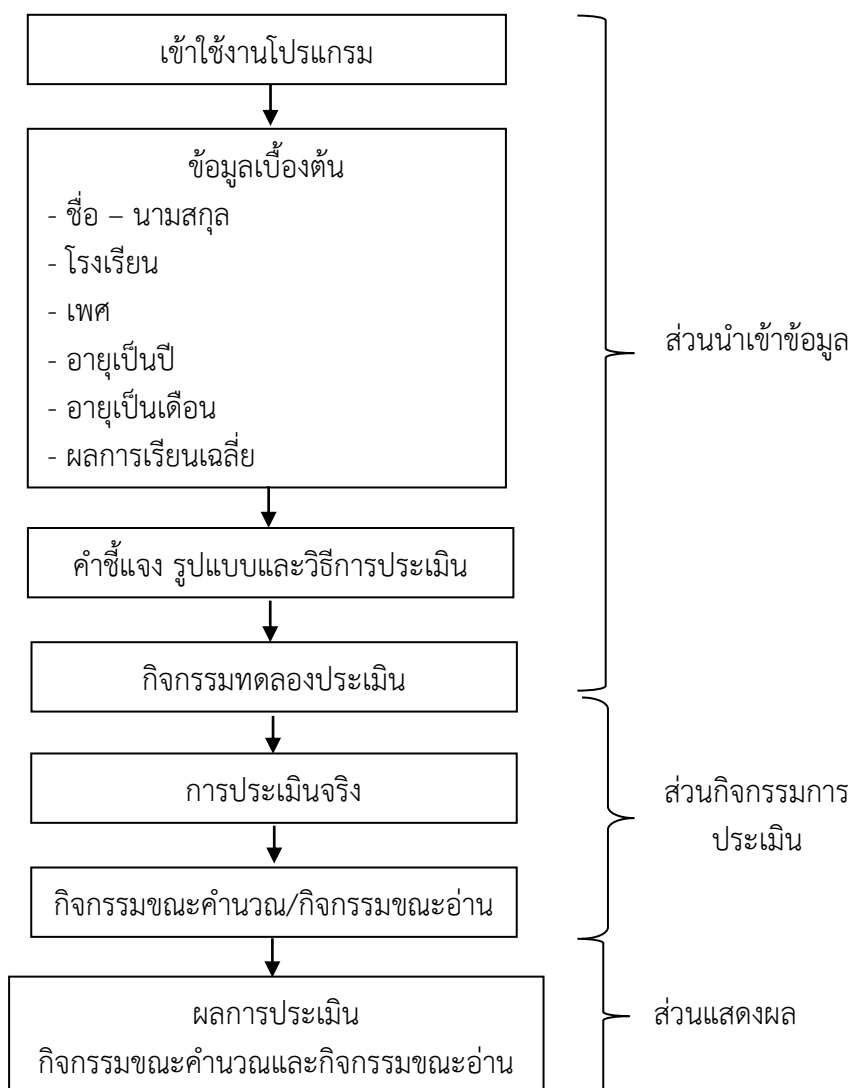 เข้าใช้งานโปรแกรม
ข้อมูลเบื้องต้น
- ชื่อ – นามสกุล
- โรงเรียน
- เพศ
- อายุเป็นปี
- อายุเป็นเดือน
- ผลการเรียนเฉลี่ย
ส่วนนำเข้าข้อมูล
คำชี้แจง รูปแบบและวิธีการประเมิน
กิจกรรมทดลองประเมิน
การประเมินจริง
ส่วนกิจกรรมการ
ประเมิน
กิจกรรมขณะคำนวณ/กิจกรรมขณะอ่าน
ผลการประเมิน
กิจกรรมขณะคำนวณและกิจกรรมขณะอ่าน
ส่วนแสดงผล